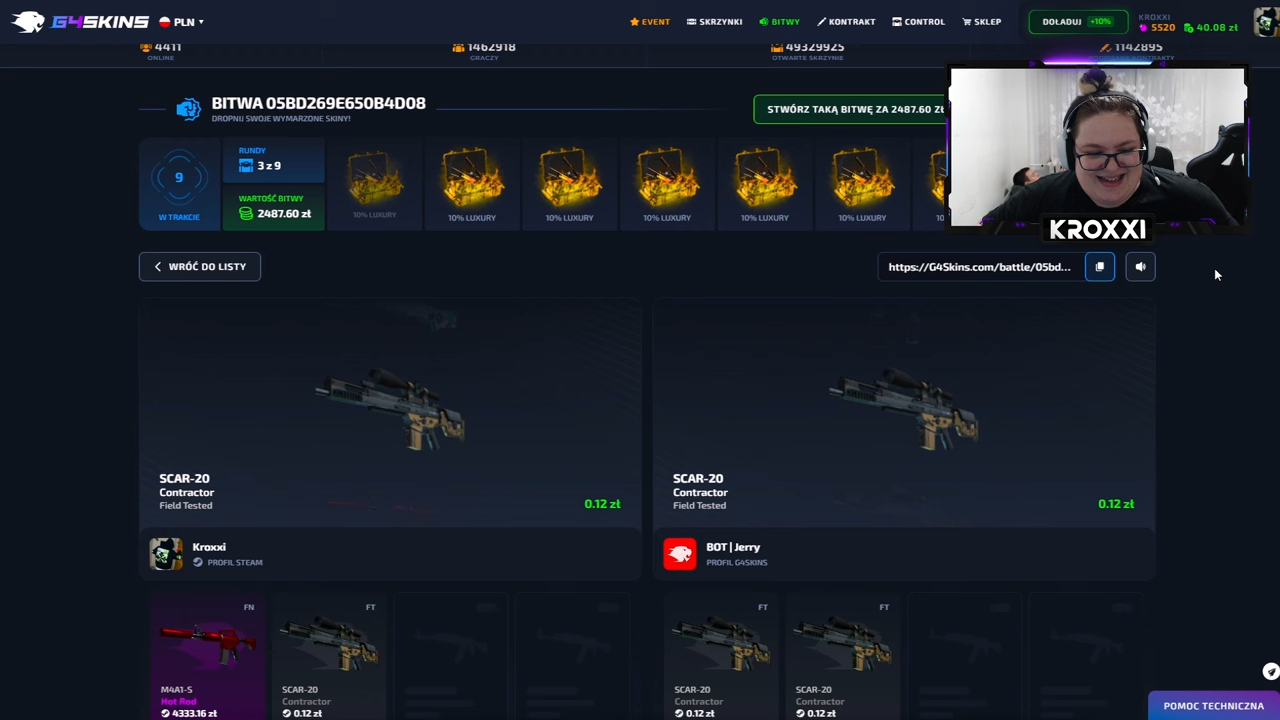 G4SKINS
PLN
EVENT
SKRZYNKI
BITWY
KONTRAKT
CONTROL
SKLEP
DOŁADUJ +10%
KROXXI
5520
40.08 zł
4411
ONLINE
1462918
GRACZY
49329925
OTWARTE SKRZYNIE
1142895
BITWA 05BD269E650B4D08
DROPNIJ SWOJE WYMARZONE SKINY!
STWÓRZ TAKĄ BITWĘ ZA 2487.60 ZŁ
9
W TRAKCIE
RUNDY
3 z 9
WARTOŚĆ BITWY
2487.60 zł
10% LUXURY
10% LUXURY
10% LUXURY
10% LUXURY
10% LUXURY
10% LUXURY
10%
KROXXI
WRÓĆ DO LISTY
https://G4Skins.com/battle/05bd...
SCAR-20
Contractor
Field Tested
0.12 zł
SCAR-20
Contractor
Field Tested
0.12 zł
Kroxxi
PROFIL STEAM
BOT | Jerry
PROFIL G4SKINS
FN
M4A1-S
Hot Rod
4333.16 zł
FT
SCAR-20
Contractor
0.12 zł
FT
SCAR-20
Contractor
0.12 zł
FT
SCAR-20
Contractor
0.12 zł
POMOC TECHNICZNA